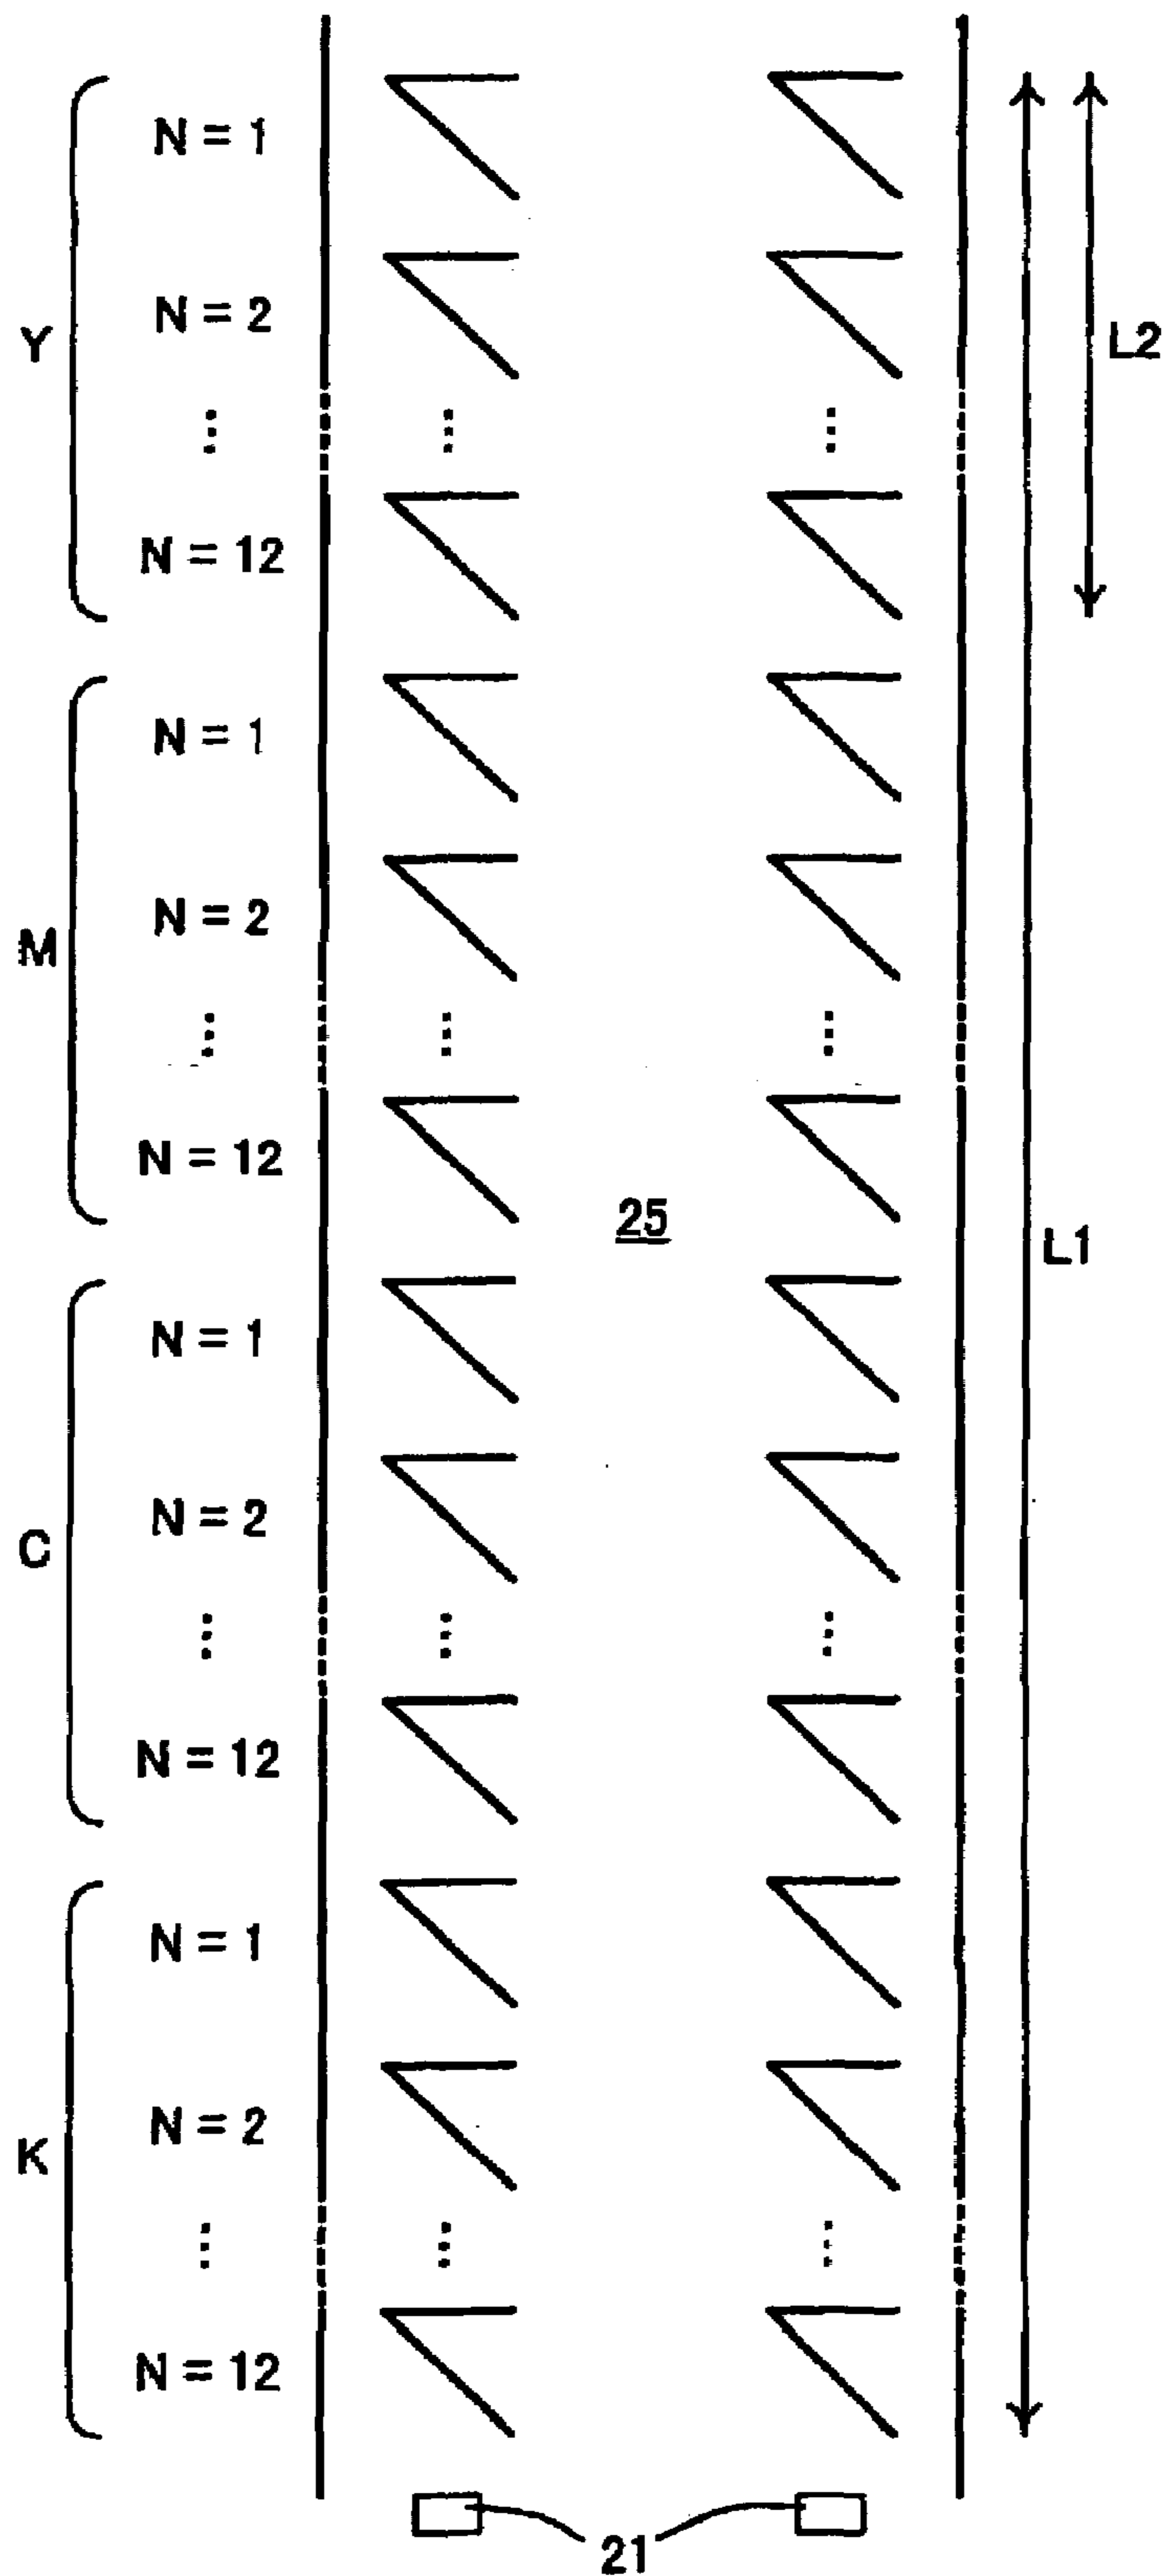 N = 1
N = 2
Y
L2
⋮ ⋮ ⋮
N = 12
N = 1
N = 2
M
⋮ ⋮ ⋮
N = 12
25
L1
N = 1
N = 2
C
⋮ ⋮ ⋮
N = 12
N = 1
N = 2
K
⋮ ⋮ ⋮
N = 12
21